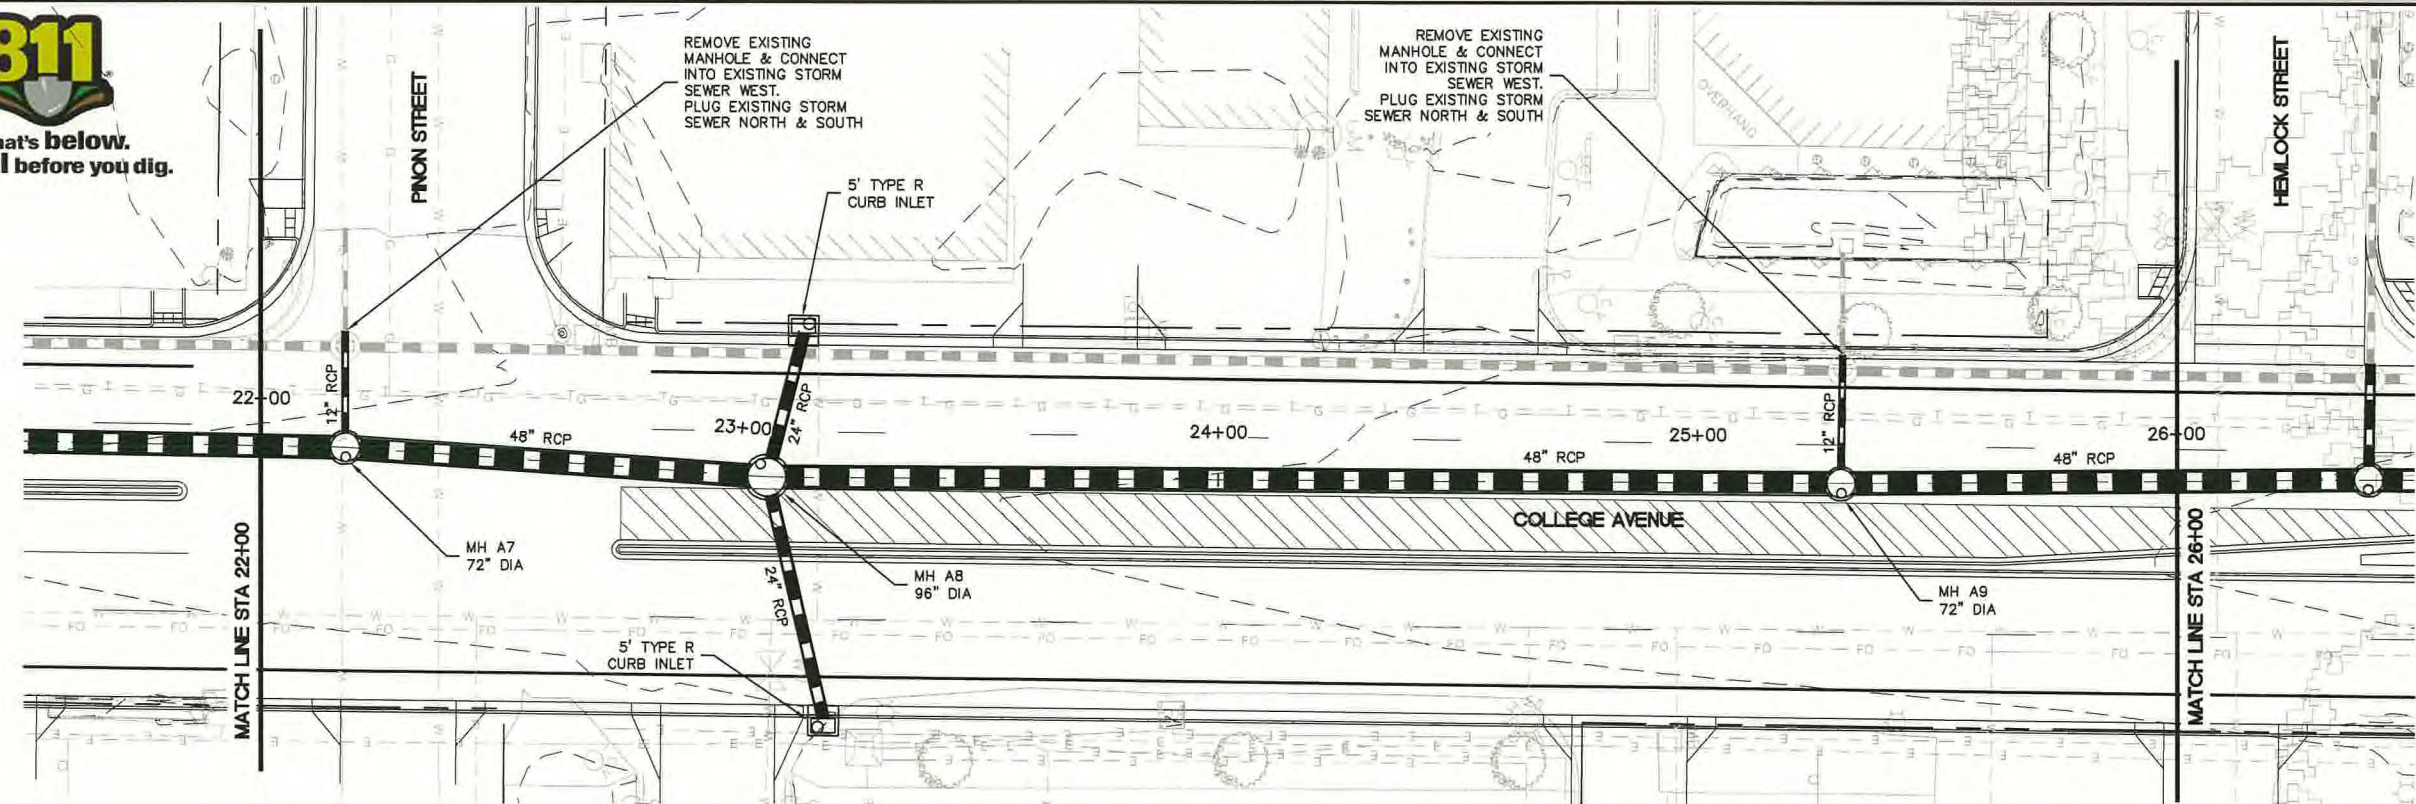 811
hat's below.
l before you dig.
PINON STREET
REMOVE EXISTING
MANHOLE & CONNECT
INTO EXISTING STORM
SEWER WEST.
PLUG EXISTING STORM
SEWER NORTH & SOUTH
5' TYPE R
CURB INLET
REMOVE EXISTING
MANHOLE & CONNECT
INTO EXISTING STORM
SEWER WEST.
PLUG EXISTING STORM
SEWER NORTH & SOUTH
OVERHANG
HEMLOCK STREET
22+00
12" RCP
48" RCP
23+00
24" RCP
24+00
48" RCP
25+00
12" RCP
48" RCP
26+00
COLLEGE AVENUE
MATCH LINE STA 22+00
MH A7
72" DIA
24" RCP
MH A8
96" DIA
5' TYPE R
CURB INLET
MH A9
72" DIA
MATCH LINE STA 26+00